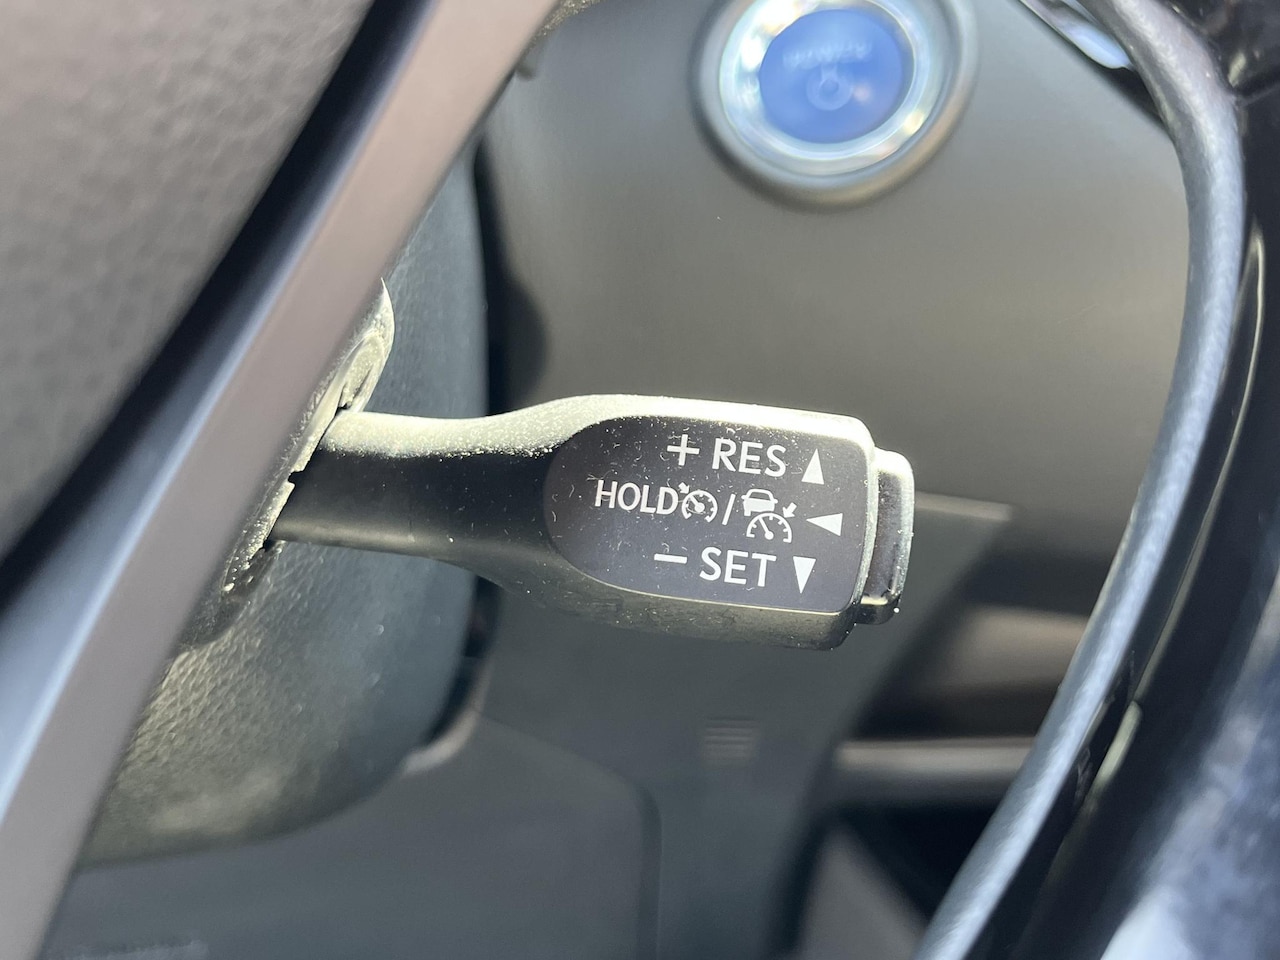 + RES ▲
HOLD / ◀
− SET ▼